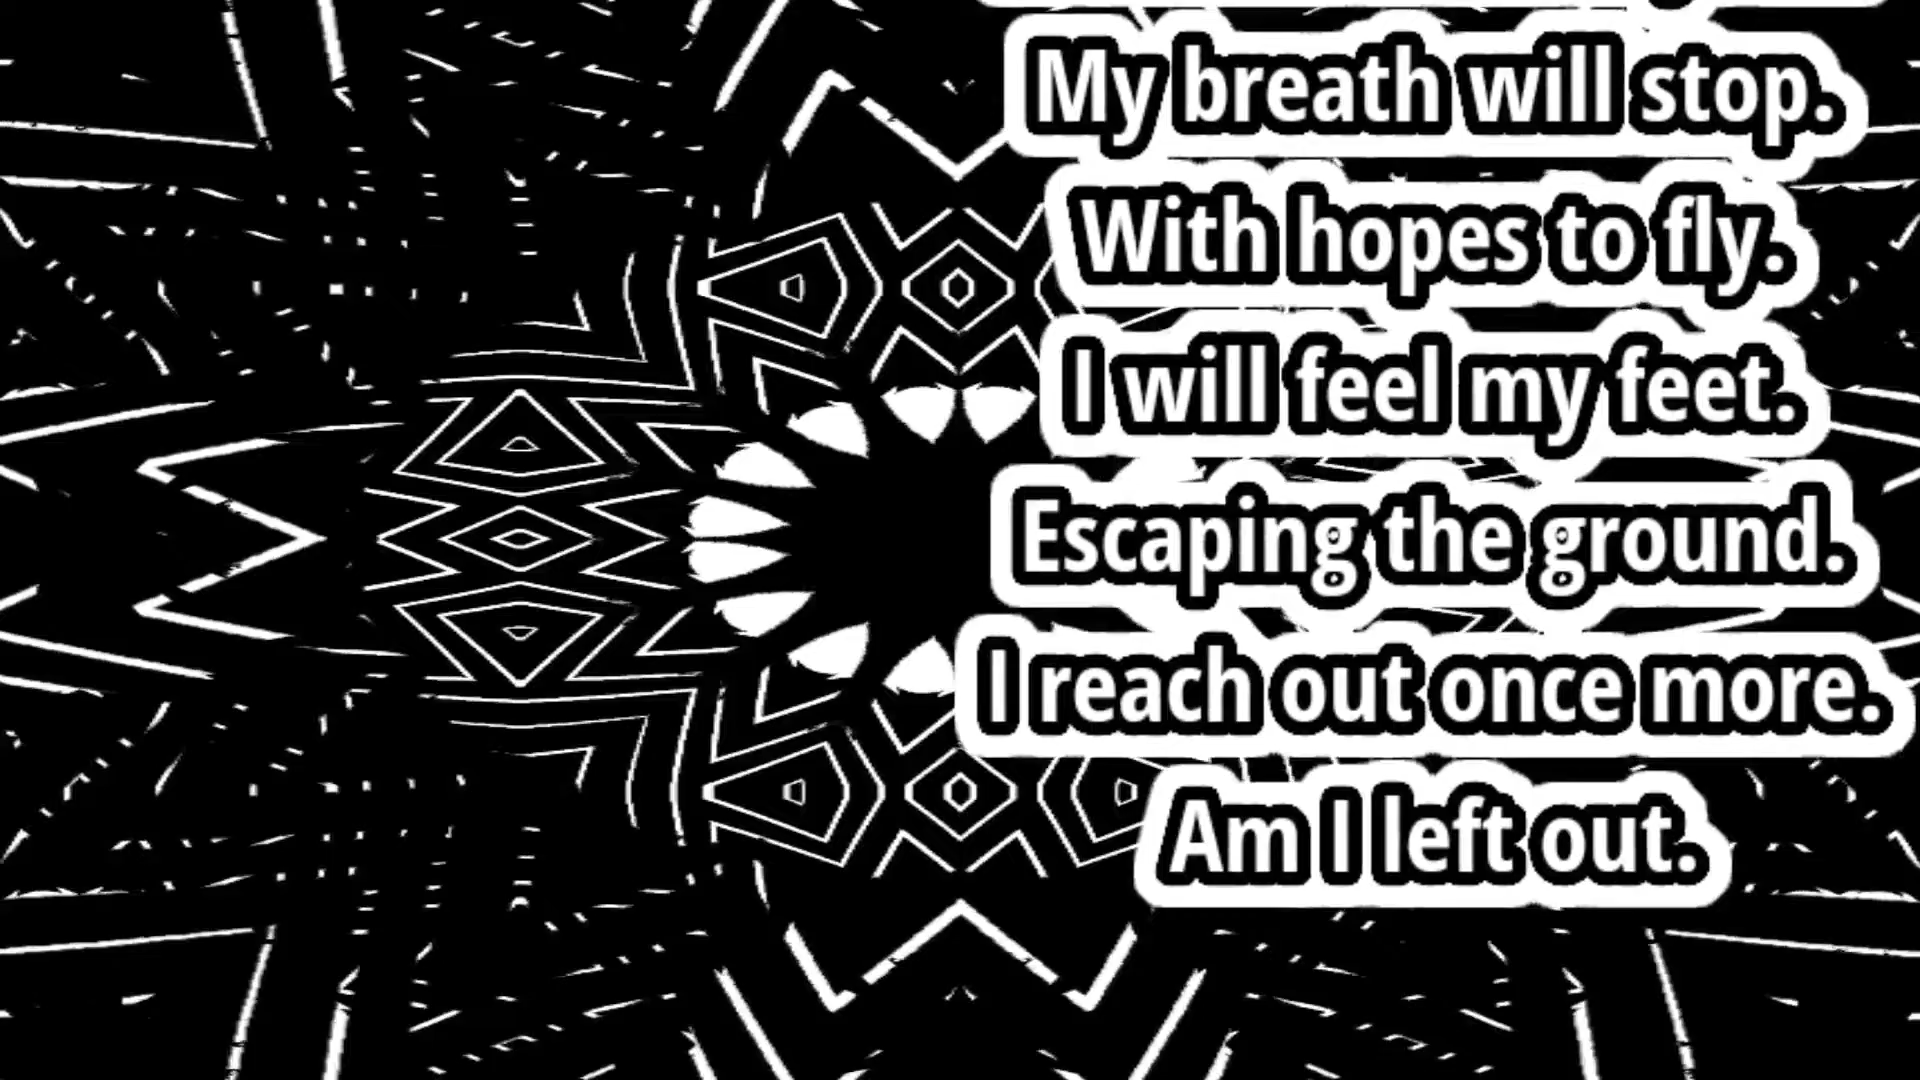 My breath will stop.
With hopes to fly.
I will feel my feet.
Escaping the ground.
I reach out once more.
Am I left out.